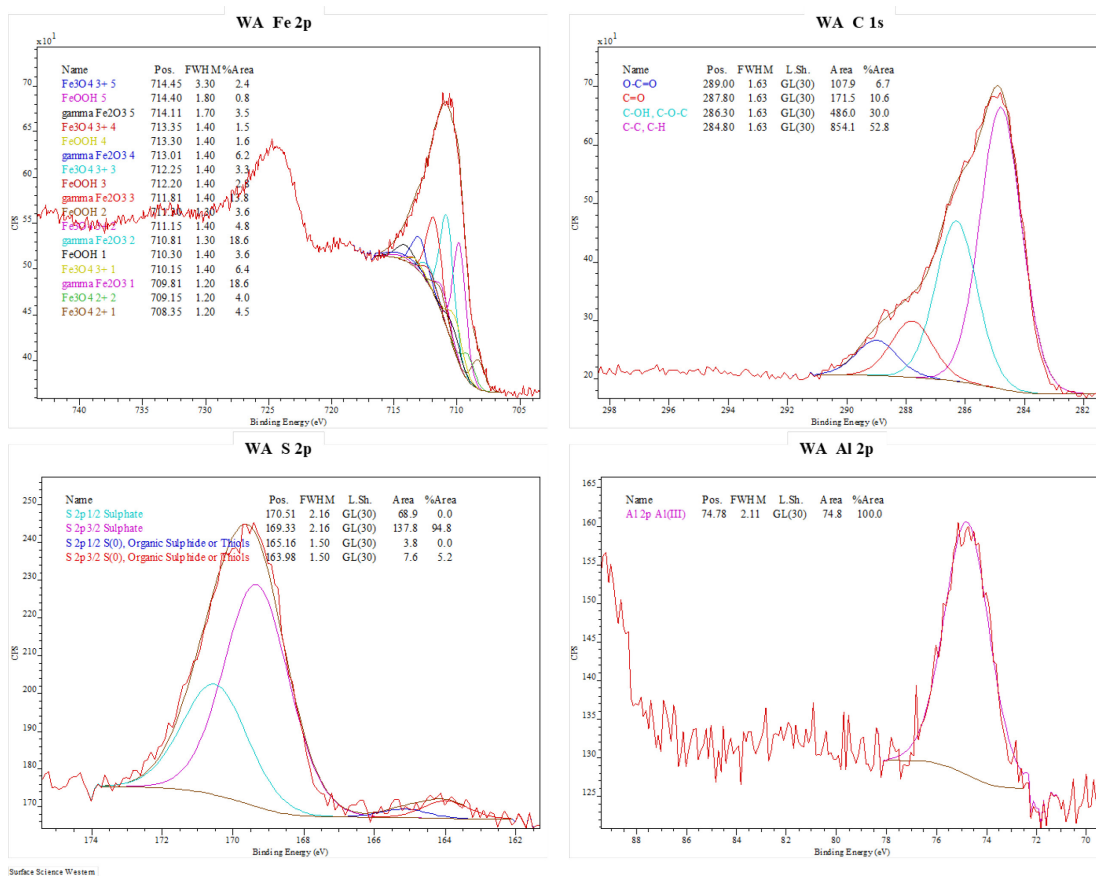 WA Fe 2p
x10¹
Name Pos. FWHM %Area
Fe3O4 3+ 5 714.45 3.30 2.4
FeOOH 5 714.40 1.80 0.8
gamma Fe2O3 5 714.11 1.70 3.5
Fe3O4 3+ 4 713.35 1.40 1.5
FeOOH 4 713.30 1.40 1.6
gamma Fe2O3 4 713.01 1.40 6.2
Fe3O4 3+ 3 712.25 1.40 3.3
FeOOH 3 712.20 1.40 2.8
gamma Fe2O3 3 711.81 1.40 13.8
FeOOH 2 1.30 3.6
711.15 1.40 4.8
gamma Fe2O3 2 710.81 1.30 18.6
FeOOH 1 710.30 1.40 3.6
Fe3O4 3+ 1 710.15 1.40 6.4
gamma Fe2O3 1 709.81 1.20 18.6
Fe3O4 2+ 2 709.15 1.20 4.0
Fe3O4 2+ 1 708.35 1.20 4.5
70
65
60
55
50
45
40
CPS
740 735 730 725 720 715 710 705
Binding Energy (eV)
WA C 1s
x10¹
Name Pos. FWHM L.Sh. Area %Area
O-C=O 289.00 1.63 GL(30) 107.9 6.7
C=O 287.80 1.63 GL(30) 171.5 10.6
C-OH, C-O-C 286.30 1.63 GL(30) 486.0 30.0
C-C, C-H 284.80 1.63 GL(30) 854.1 52.8
70
60
50
40
30
20
CPS
298 296 294 292 290 288 286 284 282
Binding Energy (eV)
WA S 2p
Name Pos. FWHM L.Sh. Area %Area
S 2p1/2 Sulphate 170.51 2.16 GL(30) 68.9 0.0
S 2p3/2 Sulphate 169.33 2.16 GL(30) 137.8 94.8
S 2p1/2 S(0), Organic Sulphide or Thiols 165.16 1.50 GL(30) 3.8 0.0
S 2p3/2 S(0), Organic Sulphide or Thiols 163.98 1.50 GL(30) 7.6 5.2
250
240
230
220
210
200
190
180
170
CPS
174 172 170 168 166 164 162
Binding Energy (eV)
WA Al 2p
Name Pos. FWHM L.Sh. Area %Area
Al 2p Al(III) 74.78 2.11 GL(30) 74.8 100.0
165
160
155
150
145
140
135
130
125
CPS
88 86 84 82 80 78 76 74 72 70
Binding Energy (eV)
Surface Science Western